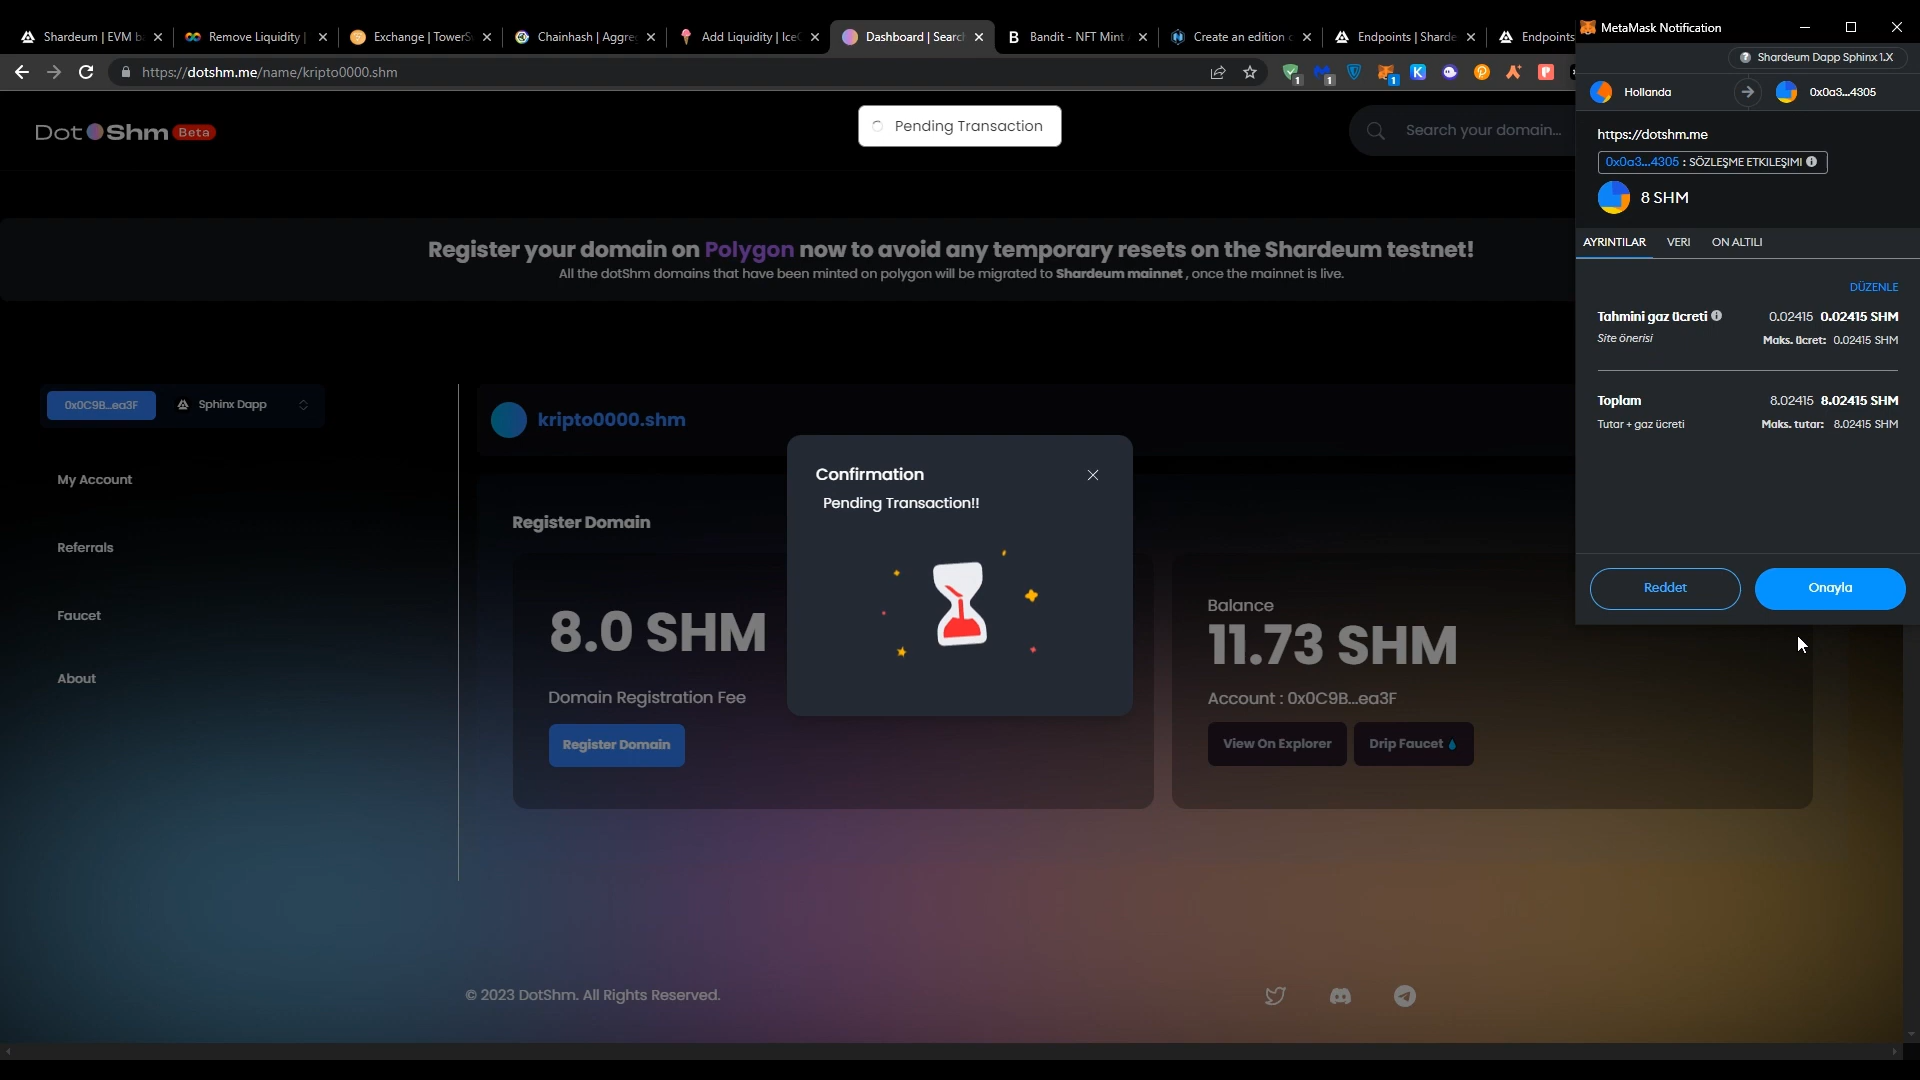 Shardeum | EVM b
Remove Liquidity |
Exchange | TowerS
Chainhash | Aggre
Add Liquidity | Ice
Dashboard | Search
Bandit - NFT Mint
Create an edition
Endpoints | Sharde
Endpoints
https://dotshm.me/name/kripto0000.shm
1
1
1
Dot Shm Beta
Pending Transaction
Search your domain...
Register your domain on Polygon now to avoid any temporary resets on the Shardeum testnet!
All the dotShm domains that have been minted on polygon will be migrated to Shardeum mainnet , once the mainnet is live.
0x0C9B...ea3F
Sphinx Dapp
My Account
Referrals
Faucet
About
kripto0000.shm
Register Domain
8.0 SHM
Domain Registration Fee
Register Domain
Confirmation
Pending Transaction!!
Balance
11.73 SHM
Account : 0x0C9B...ea3F
View On Explorer
Drip Faucet
© 2023 DotShm. All Rights Reserved.
MetaMask Notification
Shardeum Dapp Sphinx 1.X
Hollanda
0x0a3...4305
https://dotshm.me
0x0a3...4305 : SÖZLEŞME ETKILEŞIMI
8 SHM
AYRINTILAR
VERI
ON ALTILI
DÜZENLE
Tahmini gaz ücreti 0.02415 0.02415 SHM
Site önerisi Maks. ücret: 0.02415 SHM
Toplam 8.02415 8.02415 SHM
Tutar + gaz ücreti Maks. tutar: 8.02415 SHM
Reddet
Onayla